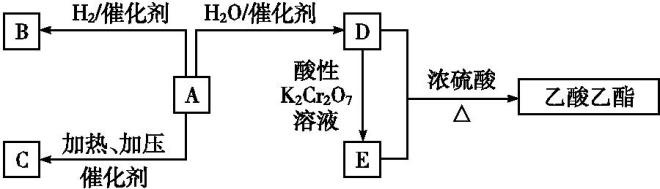 B
H₂/催化剂
H₂O/催化剂
D
A
酸性
K₂Cr₂O₇
溶液
浓硫酸
△
乙酸乙酯
C
加热、加压
催化剂
E